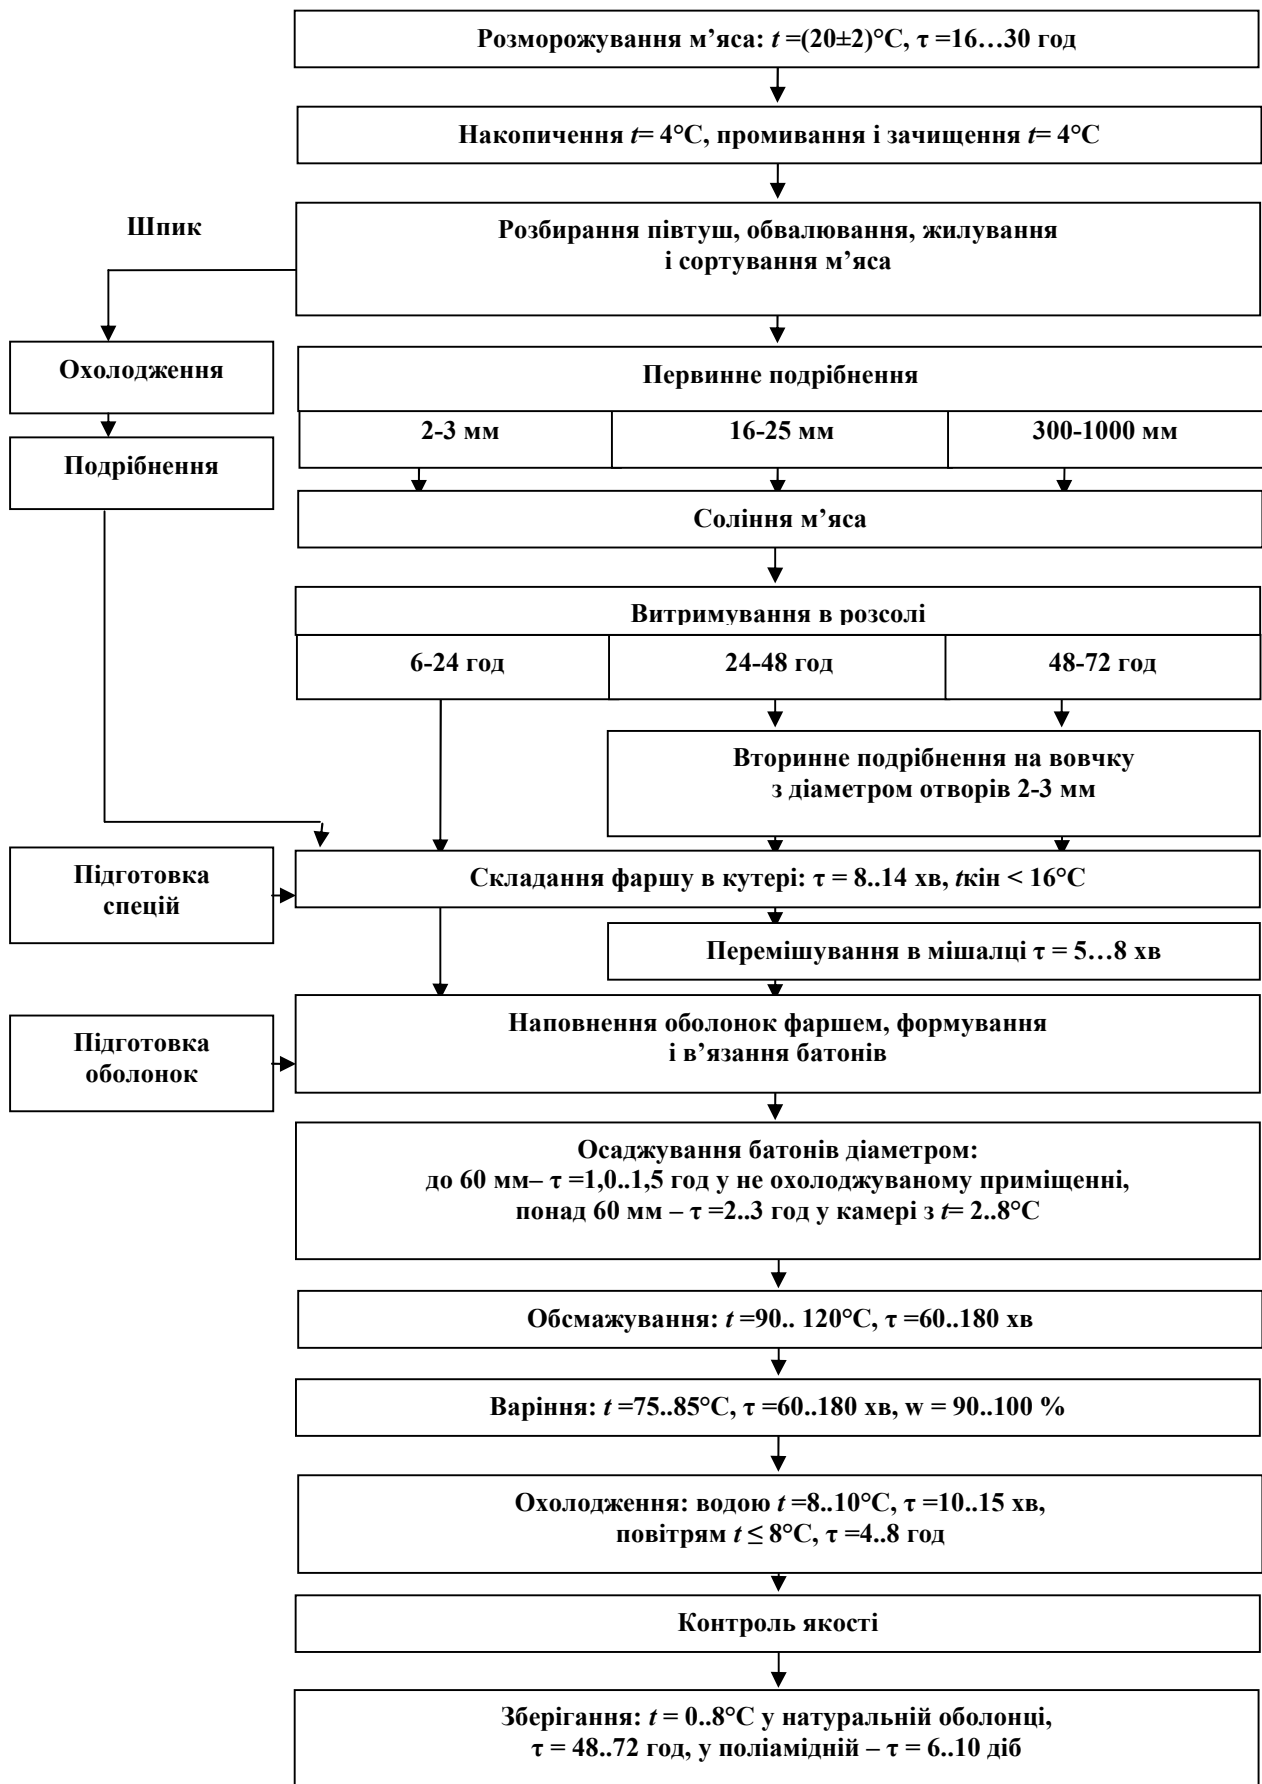 Розморожування м’яса: t =(20±2)°C, τ =16…30 год
Накопичення t= 4°C, промивання і зачищення t= 4°C
Шпик
Розбирання півтуш, обвалювання, жилування
і сортування м’яса
Охолодження
Первинне подрібнення
2-3 мм
16-25 мм
300-1000 мм
Подрібнення
Соління м’яса
Витримування в розсолі
6-24 год
24-48 год
48-72 год
Вторинне подрібнення на вовчку
з діаметром отворів 2-3 мм
Підготовка
спецій
Складання фаршу в кутері: τ = 8..14 хв, tкін < 16°C
Перемішування в мішалці τ = 5…8 хв
Підготовка
оболонок
Наповнення оболонок фаршем, формування
і в’язання батонів
Осаджування батонів діаметром:
до 60 мм– τ =1,0..1,5 год у не охолоджуваному приміщенні,
понад 60 мм – τ =2..3 год у камері з t= 2..8°C
Обсмажування: t =90.. 120°C, τ =60..180 хв
Варіння: t =75..85°C, τ =60..180 хв, w = 90..100 %
Охолодження: водою t =8..10°C, τ =10..15 хв,
повітрям t ≤ 8°C, τ =4..8 год
Контроль якості
Зберігання: t = 0..8°C у натуральній оболонці,
τ = 48..72 год, у поліамідній – τ = 6..10 діб